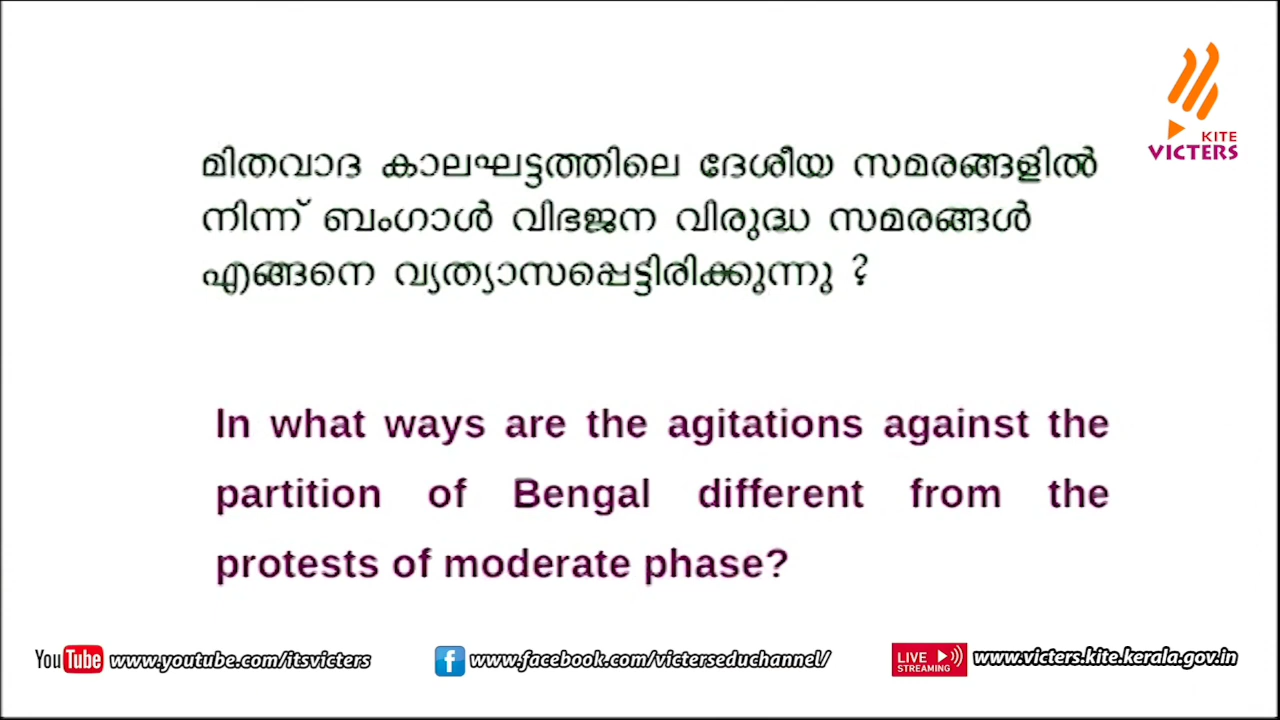 KITE
VICTERS
മിതവാദ കാലഘട്ടത്തിലെ ദേശീയ സമരങ്ങളിൽ
നിന്ന് ബംഗാൾ വിഭജന വിരുദ്ധ സമരങ്ങൾ
എങ്ങനെ വ്യത്യാസപ്പെട്ടിരിക്കുന്നു ?
In what ways are the agitations against the
partition of Bengal different from the
protests of moderate phase?
YouTube www.youtube.com/itsvicters
f www.facebook.com/victerseduchannel/
LIVE STREAMING www.victers.kite.kerala.gov.in